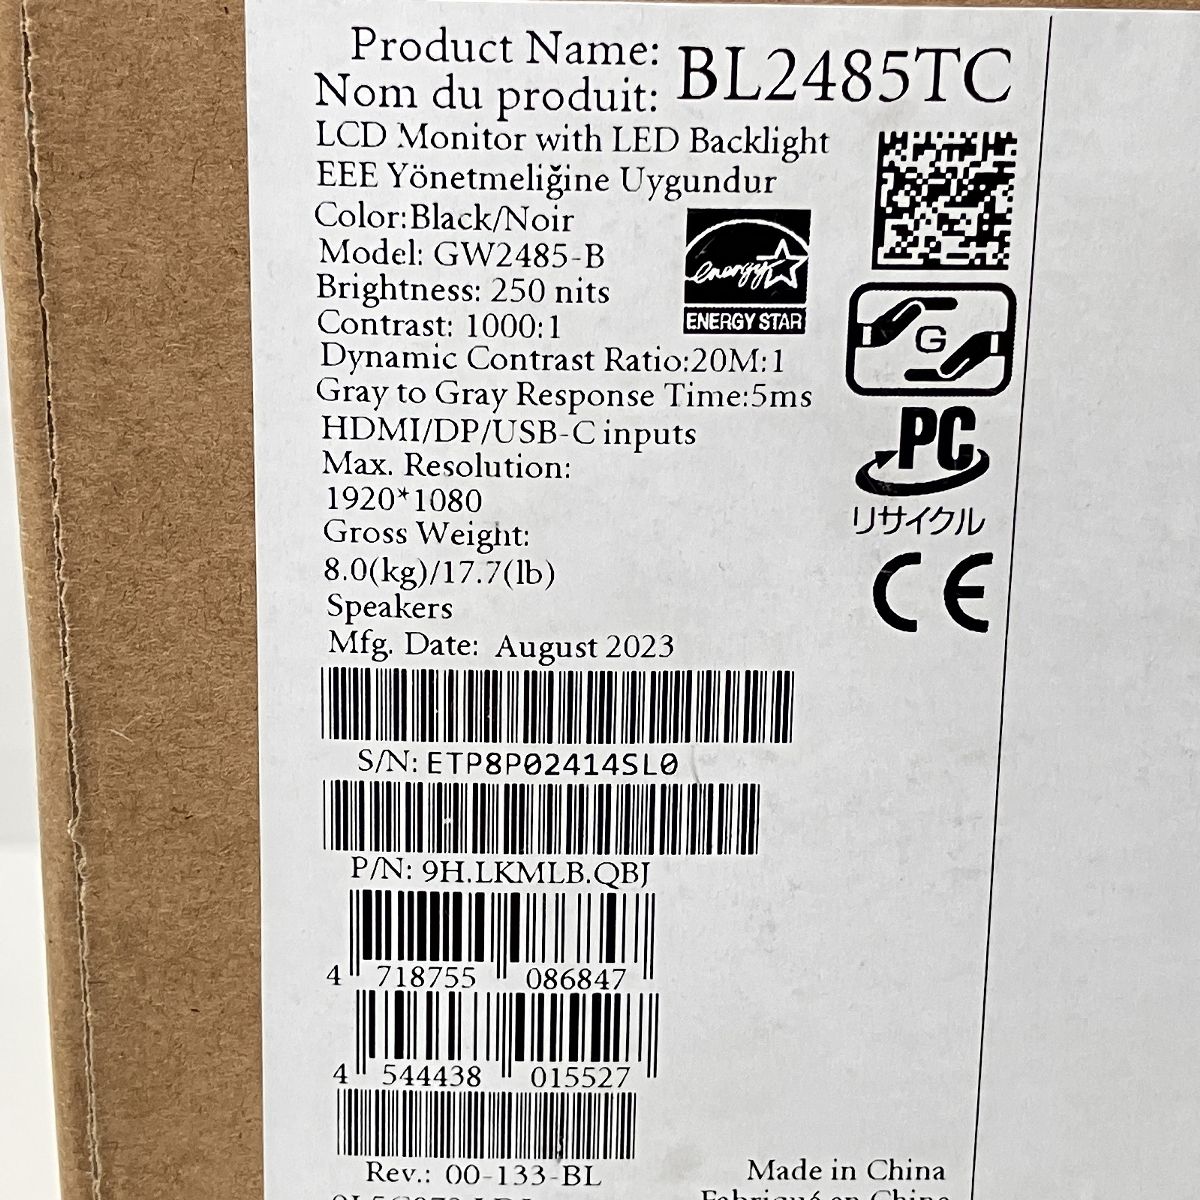 Product Name: BL2485TC
Nom du produit:
LCD Monitor with LED Backlight
EEE Yönetmeliğine Uygundur
Color:Black/Noir
Model: GW2485-B
Brightness: 250 nits
Contrast: 1000:1
Dynamic Contrast Ratio:20M:1
Gray to Gray Response Time:5ms
HDMI/DP/USB-C inputs
Max. Resolution:
1920*1080
Gross Weight:
8.0(kg)/17.7(lb)
Speakers
Mfg. Date: August 2023
energy
ENERGY STAR
G
PC
リサイクル
CE
S/N: ETP8P02414SL0
P/N: 9H.LKMLB.QBJ
4 718755 086847
4 544438 015527
Rev.: 00-133-BL
Made in China
Fabriqué en Chine